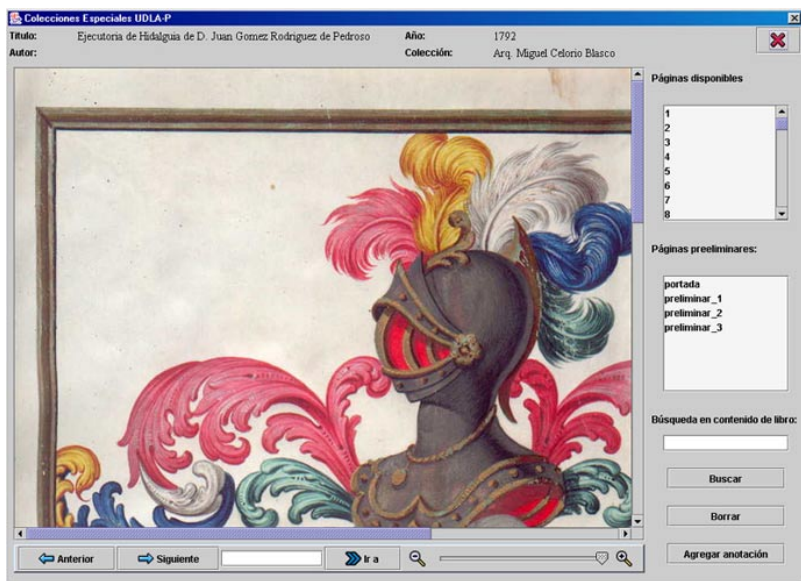 Colecciones Especiales UDLA-P
Título: Ejecutoria de Hidalguia de D. Juan Gomez Rodriguez de Pedroso Año: 1792
Autor: Colección: Arq. Miguel Celorio Blasco
Páginas disponibles
1
2
3
4
5
6
7
8
Páginas preeliminares:
portada
preliminar_1
preliminar_2
preliminar_3
Búsqueda en contenido de libro:
Buscar
Borrar
Agregar anotación
Anterior Siguiente Ir a